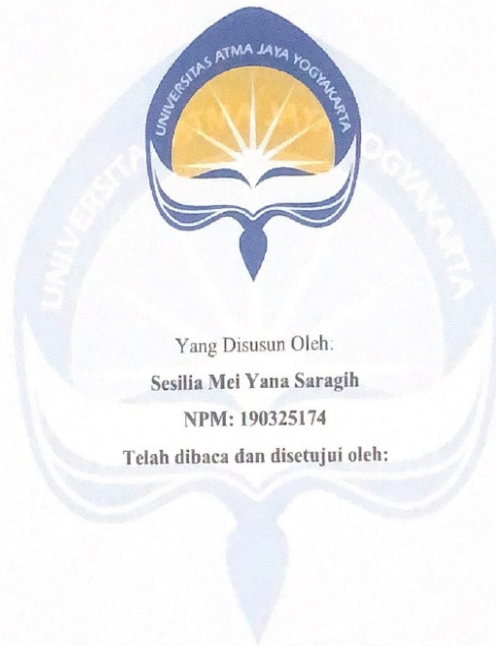 UNIVERSITAS ATMA JAYA YOGYAKARTA
Yang Disusun Oleh:
Sesilia Mei Yana Saragih
NPM: 190325174
Telah dibaca dan disetujui oleh: